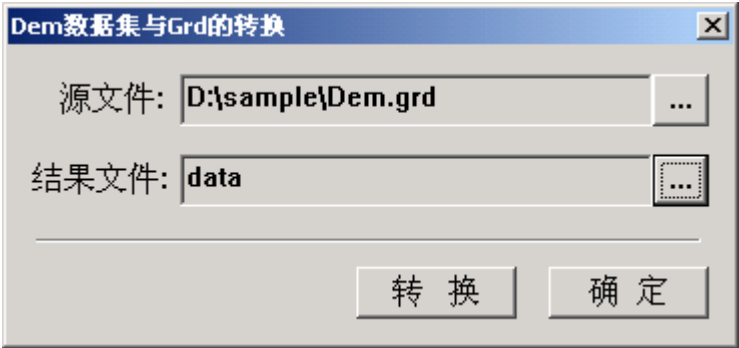 Dem数据集与Grd的转换
源文件: D:\sample\Dem.grd ...
结果文件: data ...
转 换 确 定